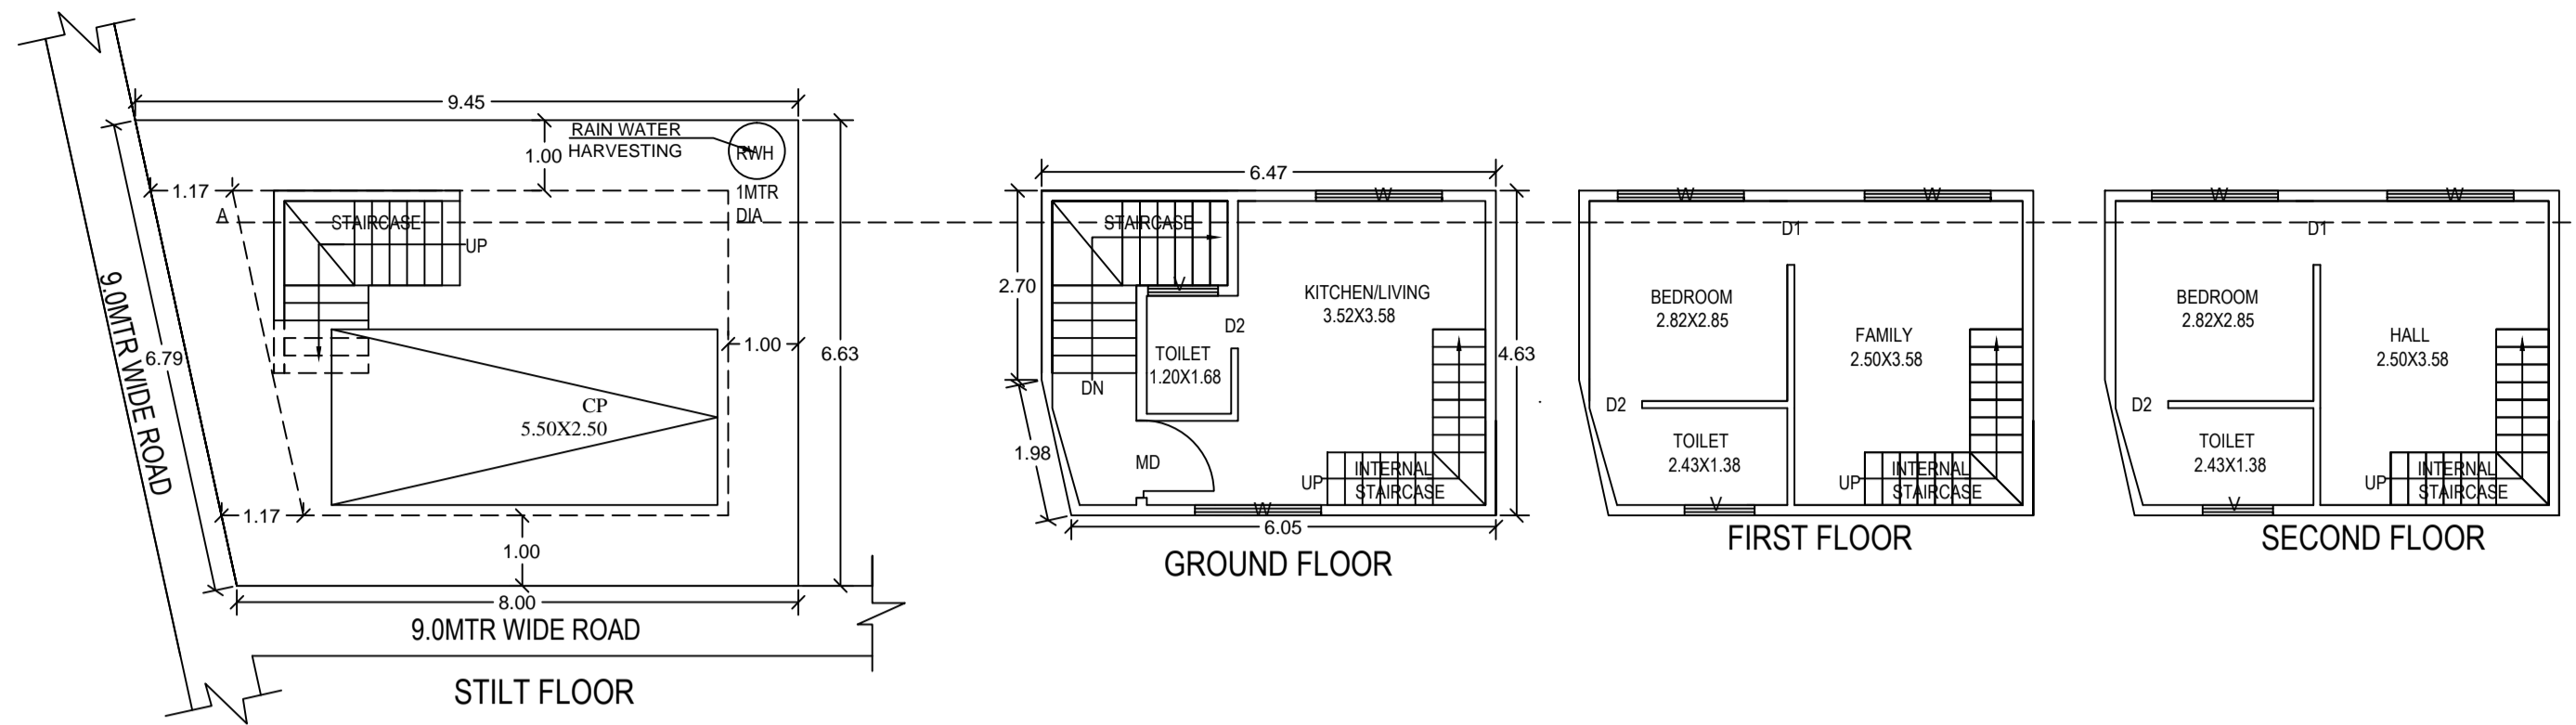 9.45
RAIN WATER
HARVESTING
RWH
1.00
1MTR
DIA
1.17
A
STAIRCASE
UP
9.0MTR WIDE ROAD
6.79
1.00
6.63
CP
5.50X2.50
1.17
1.00
8.00
9.0MTR WIDE ROAD
STILT FLOOR
6.47
W
STAIRCASE
2.70
V
KITCHEN/LIVING
3.52X3.58
D2
TOILET
1.20X1.68
4.63
DN
1.98
MD
UP
INTERNAL
STAIRCASE
W
6.05
GROUND FLOOR
W
W
D1
BEDROOM
2.82X2.85
FAMILY
2.50X3.58
D2
TOILET
2.43X1.38
UP
INTERNAL
STAIRCASE
V
FIRST FLOOR
W
W
D1
BEDROOM
2.82X2.85
HALL
2.50X3.58
D2
TOILET
2.43X1.38
UP
INTERNAL
STAIRCASE
V
SECOND FLOOR